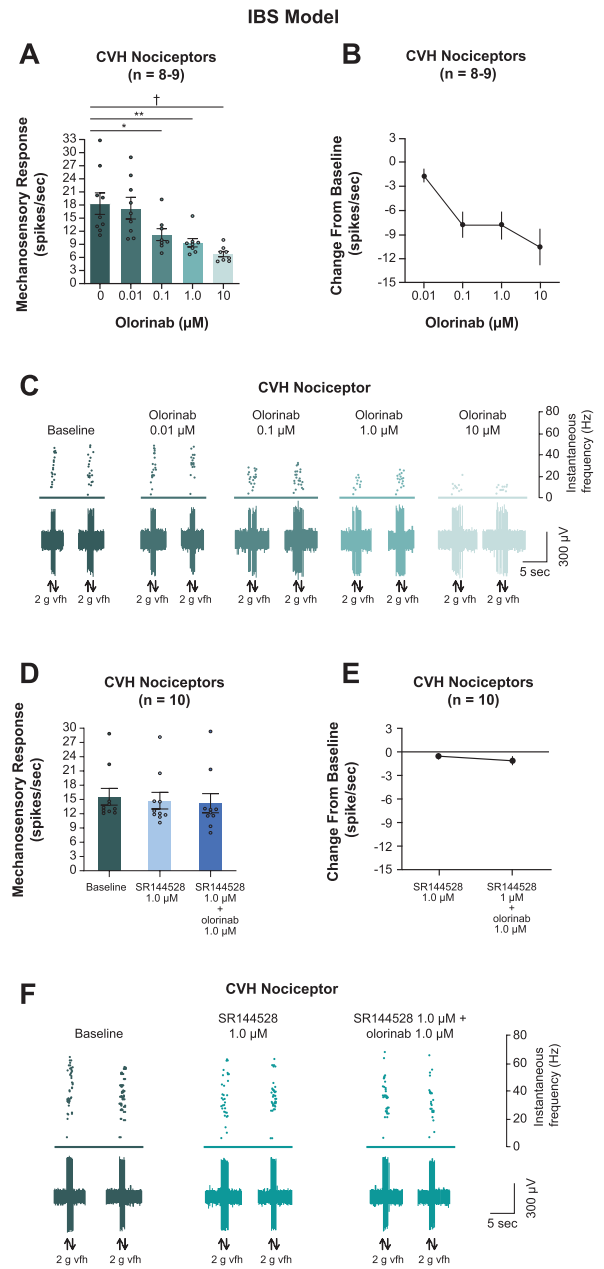 IBS Model
A
CVH Nociceptors
(n = 8-9)
†
**
*
Mechanosensory Response
(spikes/sec)
33
30
27
24
21
18
15
12
9
6
3
0
0 0.01 0.1 1.0 10
Olorinab (µM)
B
CVH Nociceptors
(n = 8-9)
Change From Baseline
(spikes/sec)
3
0
-3
-6
-9
-12
-15
0.01 0.1 1.0 10
Olorinab (µM)
C
CVH Nociceptor
Baseline
Olorinab
0.01 µM
Olorinab
0.1 µM
Olorinab
1.0 µM
Olorinab
10 µM
80
60
40
20
0
Instantaneous
frequency (Hz)
300 µV
5 sec
2 g vfh 2 g vfh 2 g vfh 2 g vfh 2 g vfh 2 g vfh 2 g vfh 2 g vfh 2 g vfh 2 g vfh
D
CVH Nociceptors
(n = 10)
Mechanosensory Response
(spikes/sec)
30
27
24
21
18
15
12
9
6
3
0
Baseline
SR144528
1.0 µM
SR144528
1.0 µM
+
olorinab
1.0 µM
E
CVH Nociceptors
(n = 10)
Change From Baseline
(spike/sec)
3
0
-3
-6
-9
-12
-15
SR144528
1.0 µM
SR144528
1 µM
+
olorinab
1.0 µM
F
CVH Nociceptor
Baseline
SR144528
1.0 µM
SR144528 1.0 µM +
olorinab 1.0 µM
80
60
40
20
0
Instantaneous
frequency (Hz)
300 µV
5 sec
2 g vfh 2 g vfh 2 g vfh 2 g vfh 2 g vfh 2 g vfh